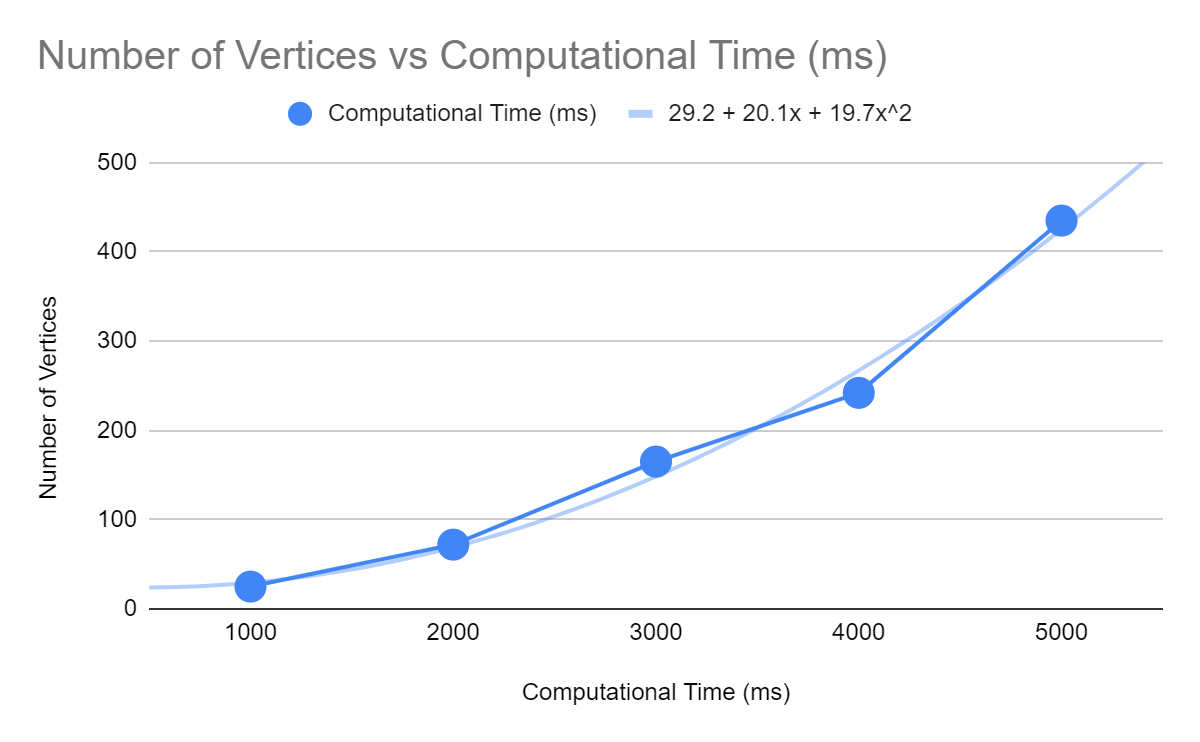 Number of Vertices vs Computational Time (ms)
Computational Time (ms)
29.2 + 20.1x + 19.7x^2
500
400
300
200
100
0
Number of Vertices
1000
2000
3000
4000
5000
Computational Time (ms)